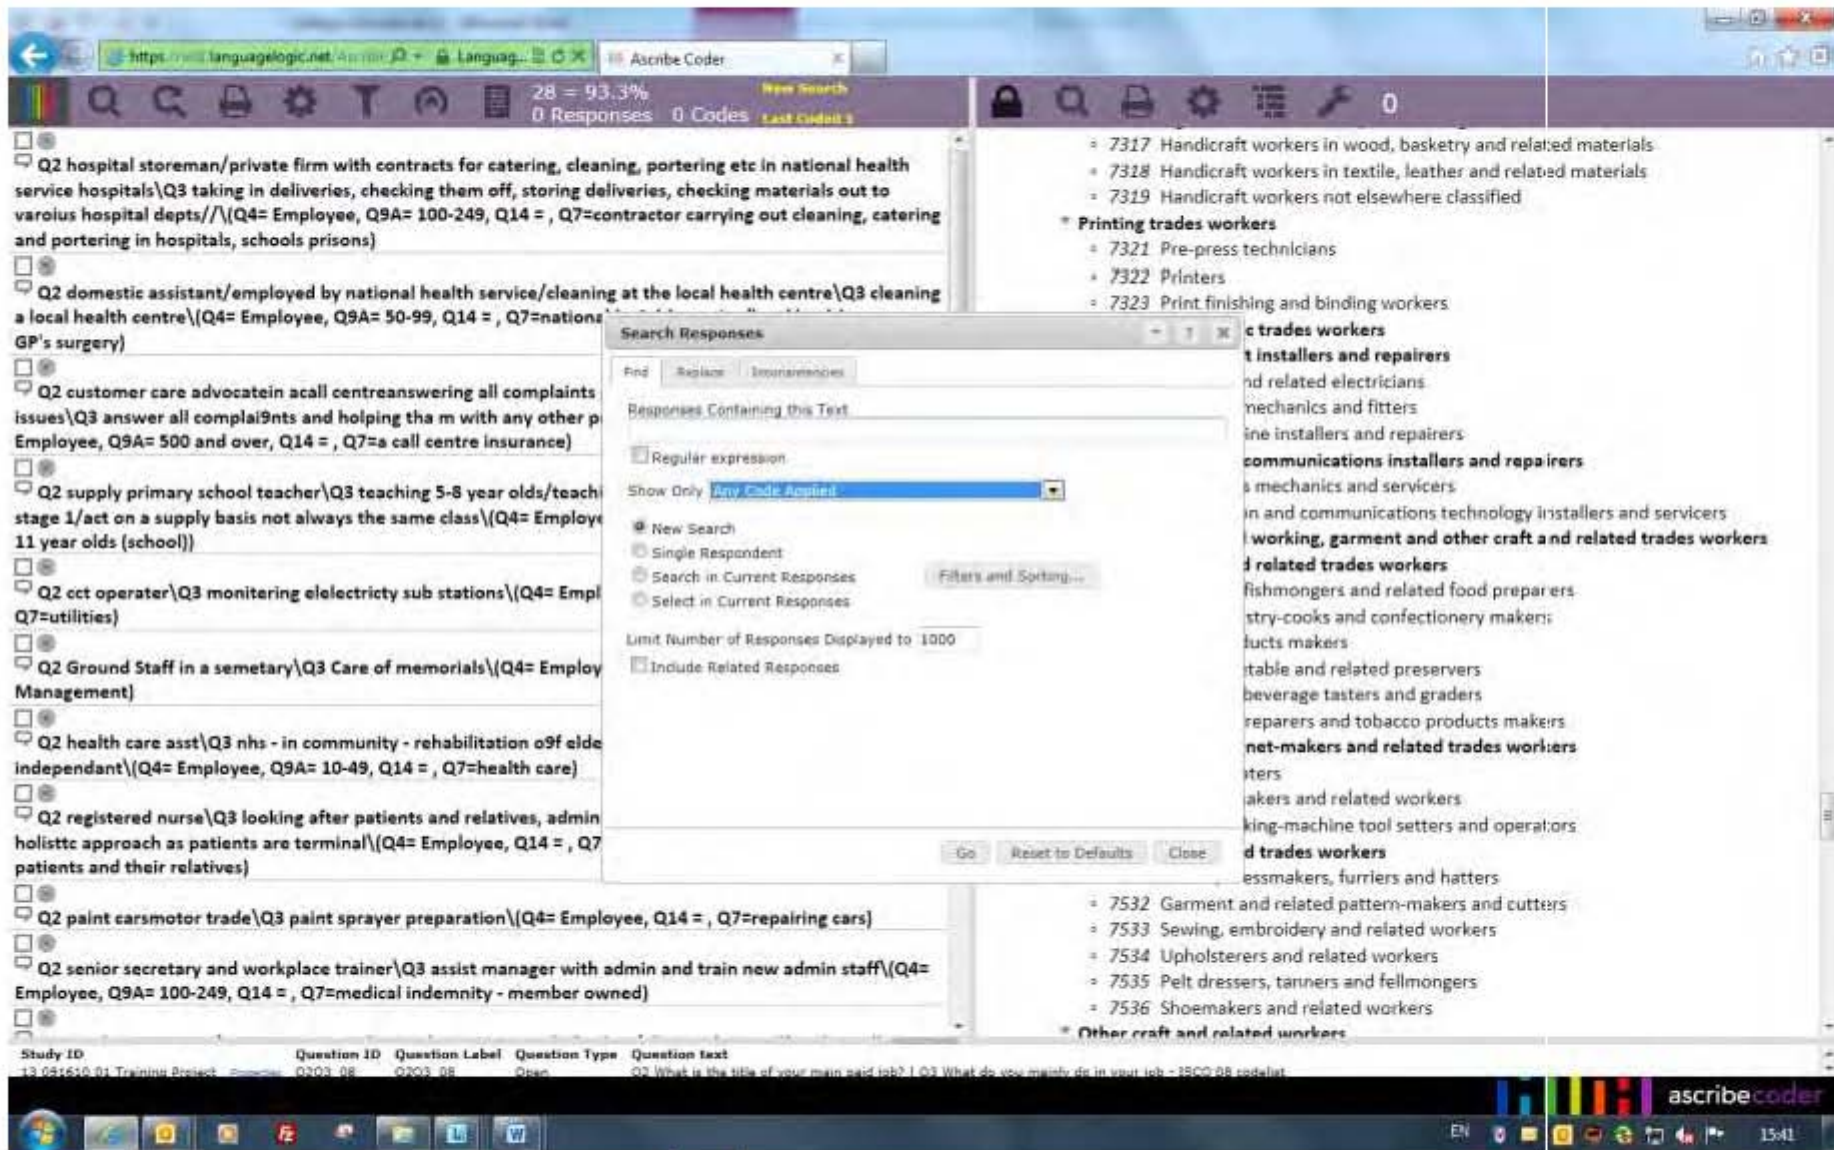 https languagelogic.net Languag... Ascribe Coder
28 = 93.3% New Search
0 Responses 0 Codes Last Coded 1
0
Q2 hospital storeman/private firm with contracts for catering, cleaning, portering etc in national health
service hospitals\Q3 taking in deliveries, checking them off, storing deliveries, checking materials out to
varoius hospital depts//\(Q4= Employee, Q9A= 100-249, Q14 = , Q7=contractor carrying out cleaning, catering
and portering in hospitals, schools prisons)
Q2 domestic assistant/employed by national health service/cleaning at the local health centre\Q3 cleaning
a local health centre\(Q4= Employee, Q9A= 50-99, Q14 = , Q7=nationa
GP's surgery)
Q2 customer care advocatein acall centreanswering all complaints
issues\Q3 answer all complai9nts and holping tha m with any other p
Employee, Q9A= 500 and over, Q14 = , Q7=a call centre insurance)
Q2 supply primary school teacher\Q3 teaching 5-8 year olds/teachi
stage 1/act on a supply basis not always the same class\(Q4= Employe
11 year olds (school))
Q2 cct operater\Q3 monitering elelectricty sub stations\(Q4= Empl
Q7=utilities)
Q2 Ground Staff in a semetary\Q3 Care of memorials\(Q4= Employ
Management)
Q2 health care asst\Q3 nhs - in community - rehabilitation o9f elde
independant\(Q4= Employee, Q9A= 10-49, Q14 = , Q7=health care)
Q2 registered nurse\Q3 looking after patients and relatives, admin
holisttc approach as patients are terminal\(Q4= Employee, Q14 = , Q7
patients and their relatives)
Q2 paint carsmotor trade\Q3 paint sprayer preparation\(Q4= Employee, Q14 = , Q7=repairing cars)
Q2 senior secretary and workplace trainer\Q3 assist manager with admin and train new admin staff\(Q4=
Employee, Q9A= 100-249, Q14 = , Q7=medical indemnity - member owned)
Search Responses
Find Replace Inconsistencies
Responses Containing this Text
Regular expression
Show Only Any Code Applied
New Search
Single Respondent
Search in Current Responses Filters and Sorting...
Select in Current Responses
Limit Number of Responses Displayed to 1000
Include Related Responses
Go Reset to Defaults Close
7317 Handicraft workers in wood, basketry and related materials
7318 Handicraft workers in textile, leather and related materials
7319 Handicraft workers not elsewhere classified
Printing trades workers
7321 Pre-press technicians
7322 Printers
7323 Print finishing and binding workers
c trades workers
t installers and repairers
nd related electricians
mechanics and fitters
ine installers and repairers
communications installers and repairers
s mechanics and servicers
n and communications technology installers and servicers
working, garment and other craft and related trades workers
d related trades workers
fishmongers and related food preparers
stry-cooks and confectionery makers
ducts makers
table and related preservers
beverage tasters and graders
reparers and tobacco products makers
net-makers and related trades workers
ters
akers and related workers
king-machine tool setters and operators
d trades workers
essmakers, furriers and hatters
7532 Garment and related pattern-makers and cutters
7533 Sewing, embroidery and related workers
7534 Upholsterers and related workers
7535 Pelt dressers, tanners and fellmongers
7536 Shoemakers and related workers
Other craft and related workers
Study ID Question ID Question Label Question Type Question text
13 091610 01 Training Project Q2Q3_08 Q2Q3_08 Open Q2 What is the title of your main paid job? | Q3 What do you mainly do in your job - ISCO 08 codelist
ascribecoder
EN 15:41